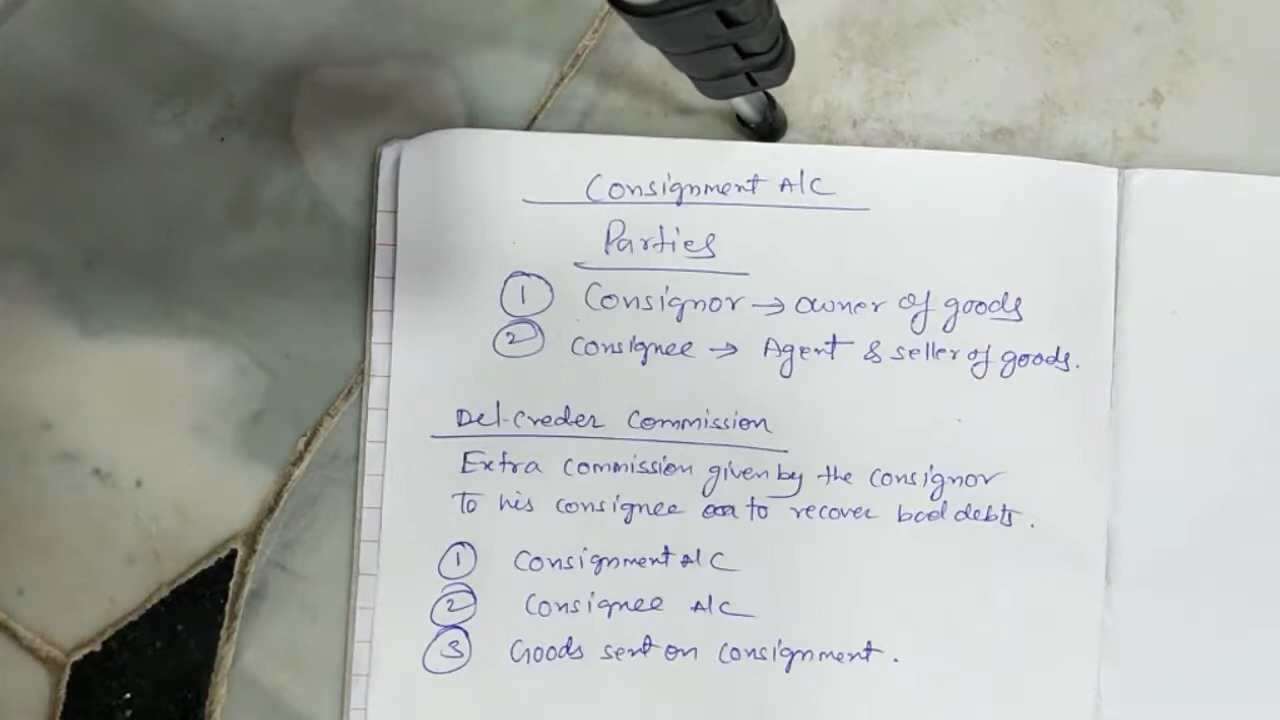 Consignment A/C
Parties
① Consignor → owner of goods
② Consignee → Agent & seller of goods.
Del-Creder Commission
Extra Commission given by the consignor
To his consignee to recover bad debts.
① Consignment A/C
② Consignee A/C
③ Goods sent on consignment.